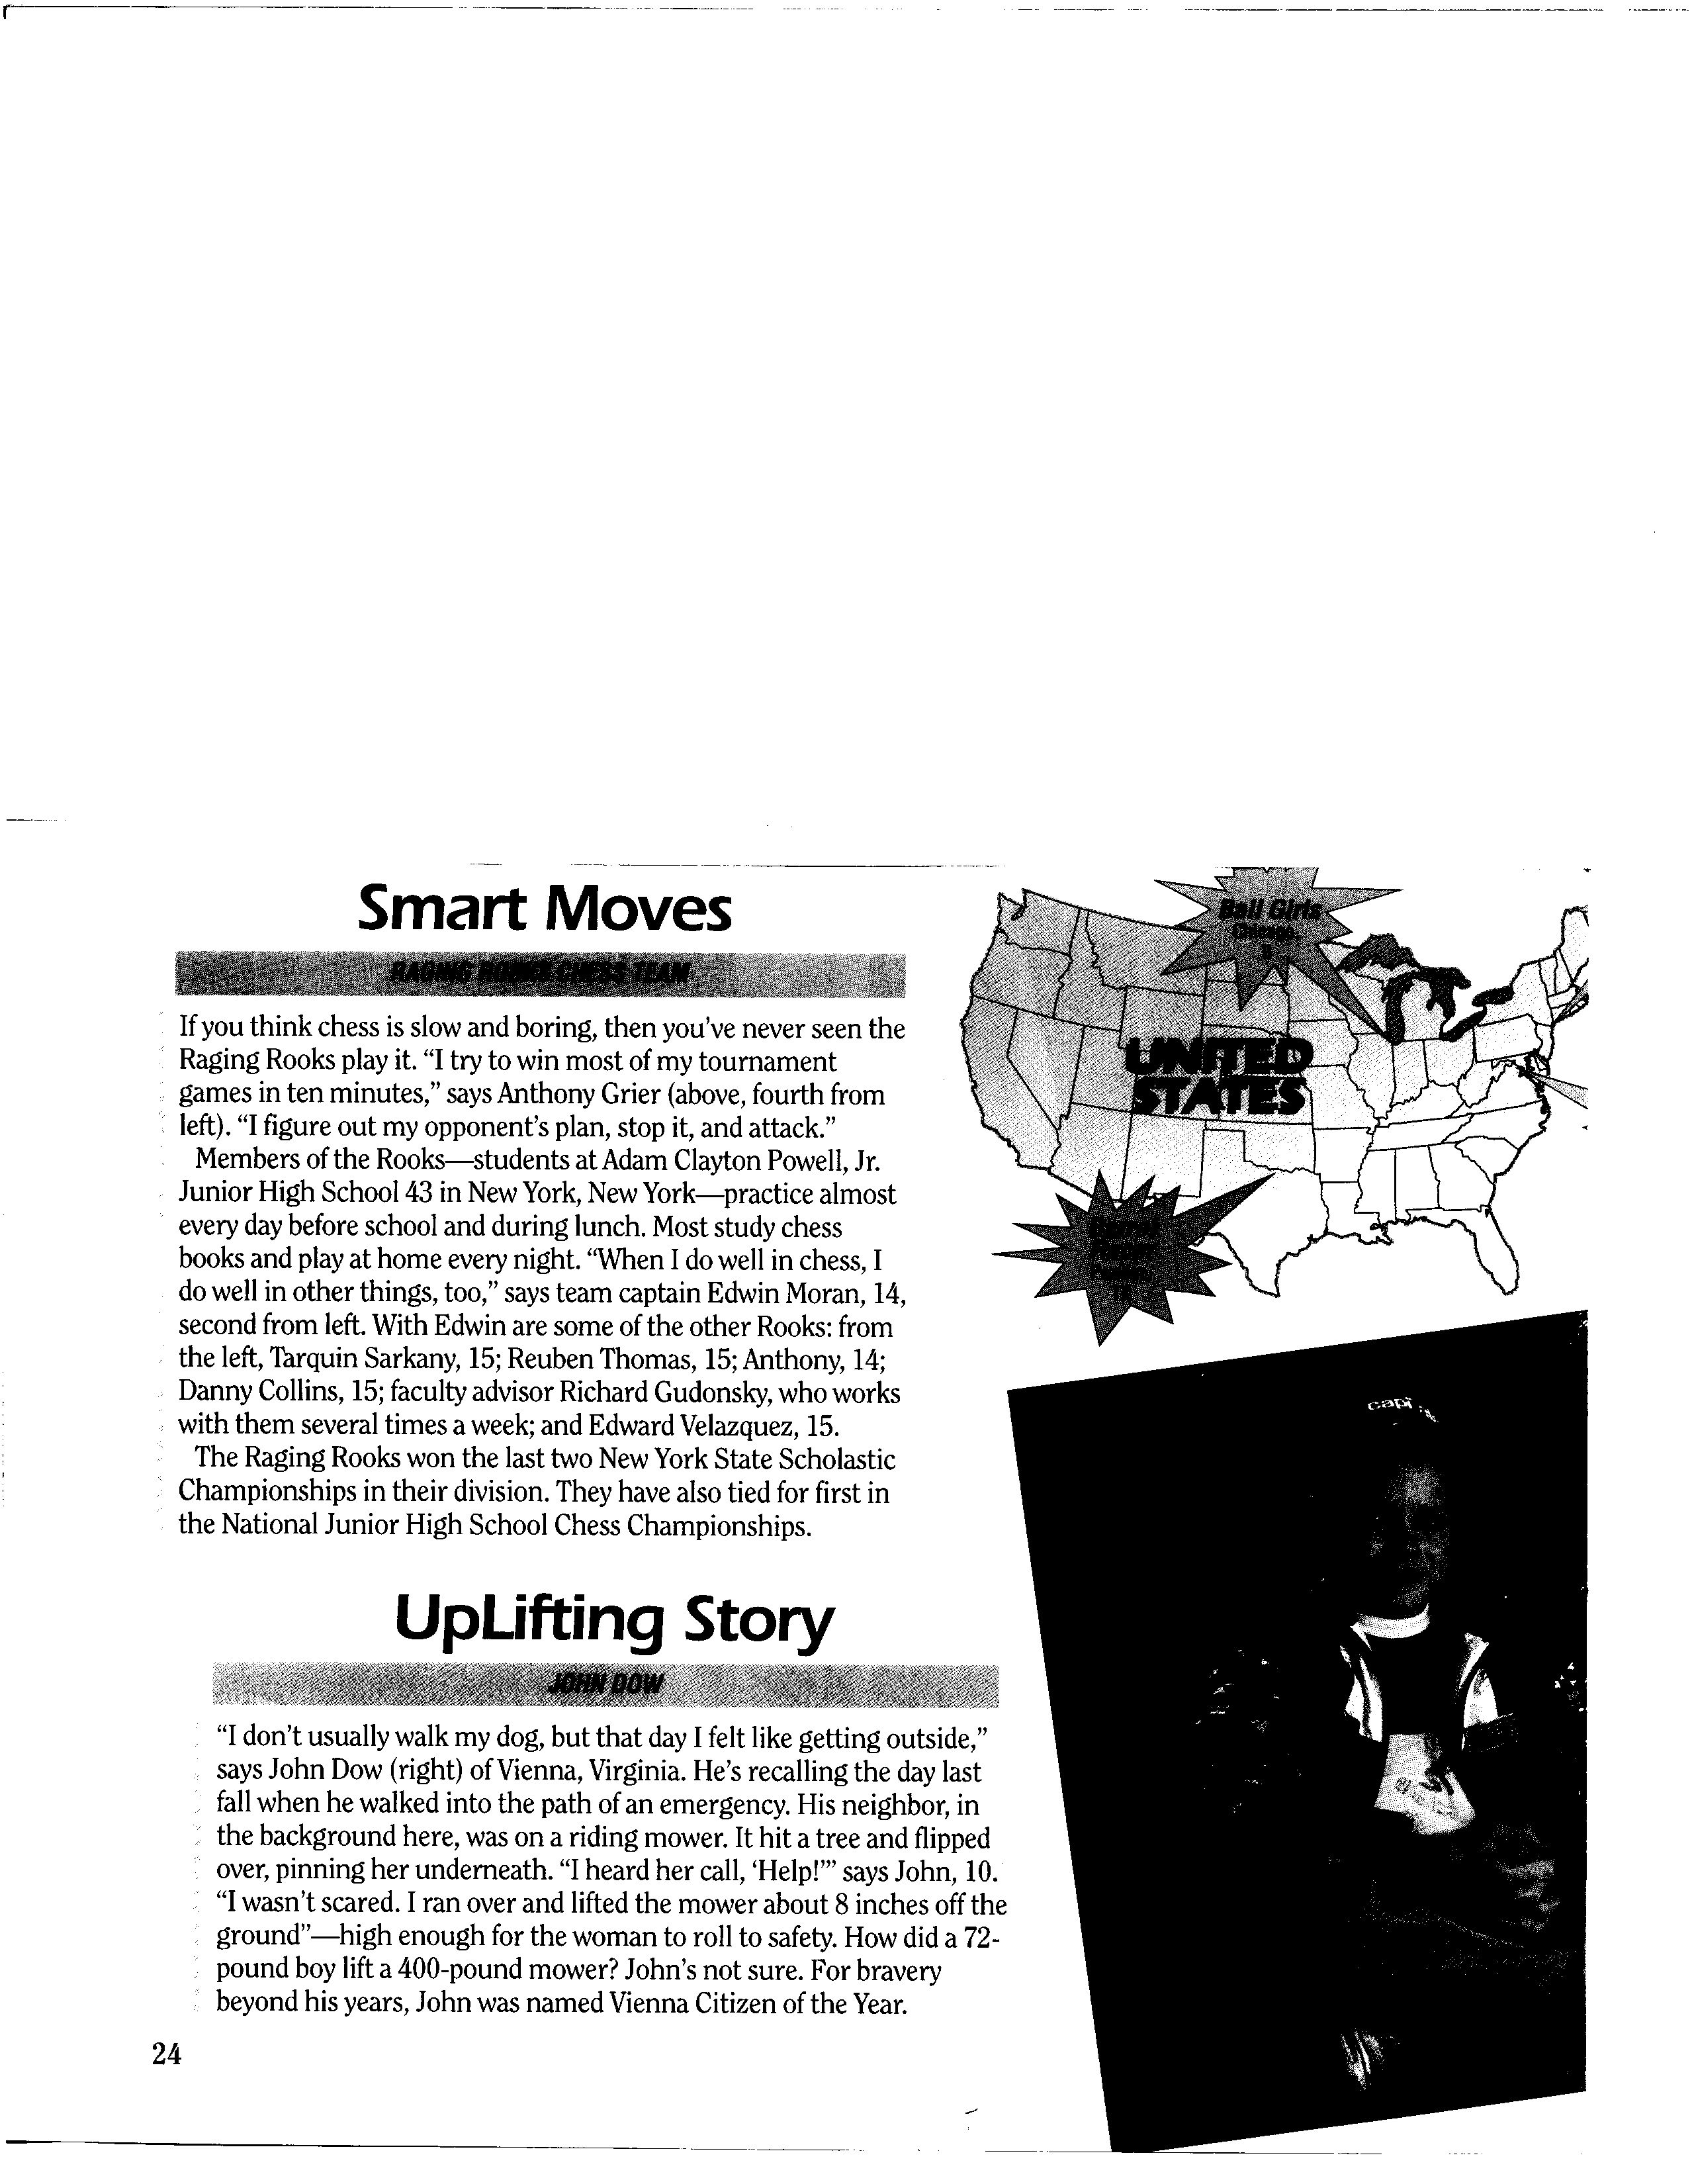 Smart Moves
RAGING ROOKS CHESS TEAM
If you think chess is slow and boring, then you've never seen the
Raging Rooks play it. “I try to win most of my tournament
games in ten minutes,” says Anthony Grier (above, fourth from
left). “I figure out my opponent's plan, stop it, and attack.”
Members of the Rooks—students at Adam Clayton Powell, Jr.
Junior High School 43 in New York, New York—practice almost
every day before school and during lunch. Most study chess
books and play at home every night. “When I do well in chess, I
do well in other things, too,” says team captain Edwin Moran, 14,
second from left. With Edwin are some of the other Rooks: from
the left, Tarquin Sarkany, 15; Reuben Thomas, 15; Anthony, 14;
Danny Collins, 15; faculty advisor Richard Gudonsky, who works
with them several times a week; and Edward Velazquez, 15.
The Raging Rooks won the last two New York State Scholastic
Championships in their division. They have also tied for first in
the National Junior High School Chess Championships.
UpLifting Story
JOHN DOW
“I don't usually walk my dog, but that day I felt like getting outside,”
says John Dow (right) of Vienna, Virginia. He's recalling the day last
fall when he walked into the path of an emergency. His neighbor, in
the background here, was on a riding mower. It hit a tree and flipped
over, pinning her underneath. “I heard her call, ‘Help!’” says John, 10.
“I wasn't scared. I ran over and lifted the mower about 8 inches off the
ground”—high enough for the woman to roll to safety. How did a 72-
pound boy lift a 400-pound mower? John's not sure. For bravery
beyond his years, John was named Vienna Citizen of the Year.
24
Ball Girls
Chicago,
UNITED
STATES